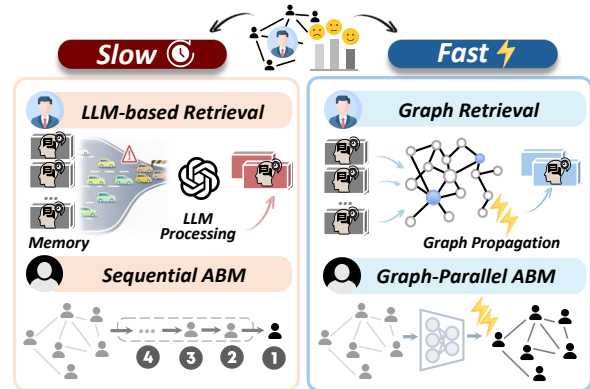 Slow
Fast
LLM-based Retrieval
...
Memory
LLM
Processing
Sequential ABM
...
4 3 2 1
Graph Retrieval
...
Graph Propagation
Graph-Parallel ABM